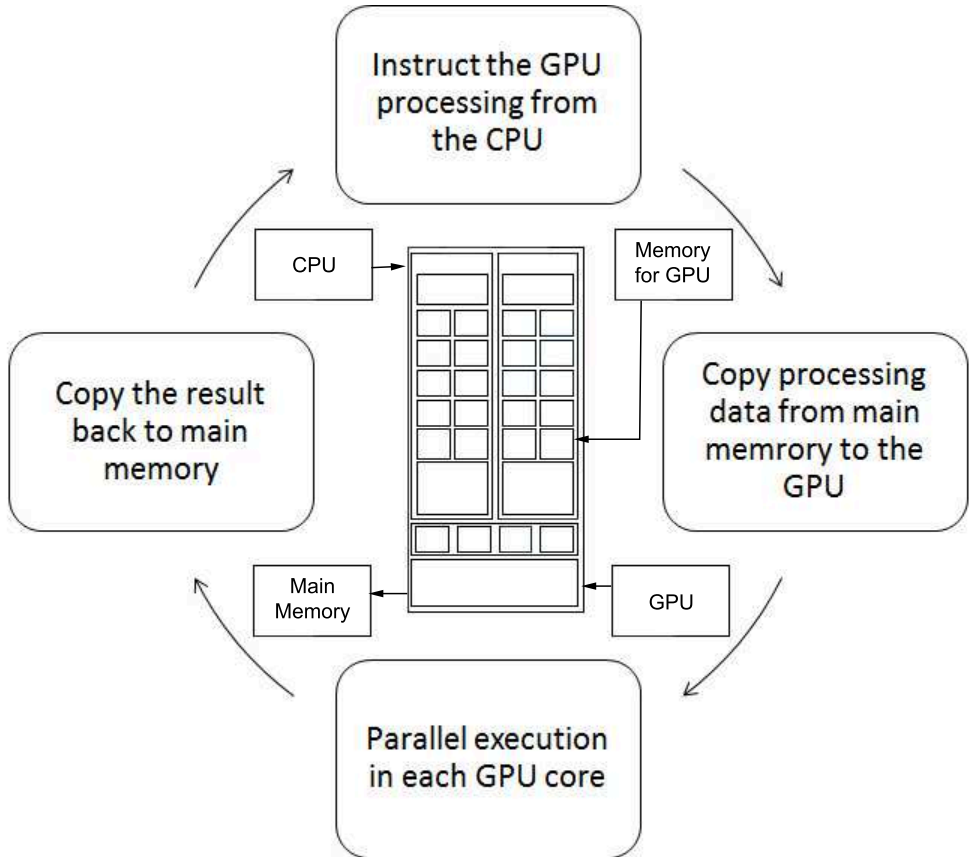 Instruct the GPU
processing from
the CPU
CPU
Memory
for GPU
Copy the result
back to main
memory
Copy processing
data from main
memrory to the
GPU
Main
Memory
GPU
Parallel execution
in each GPU core